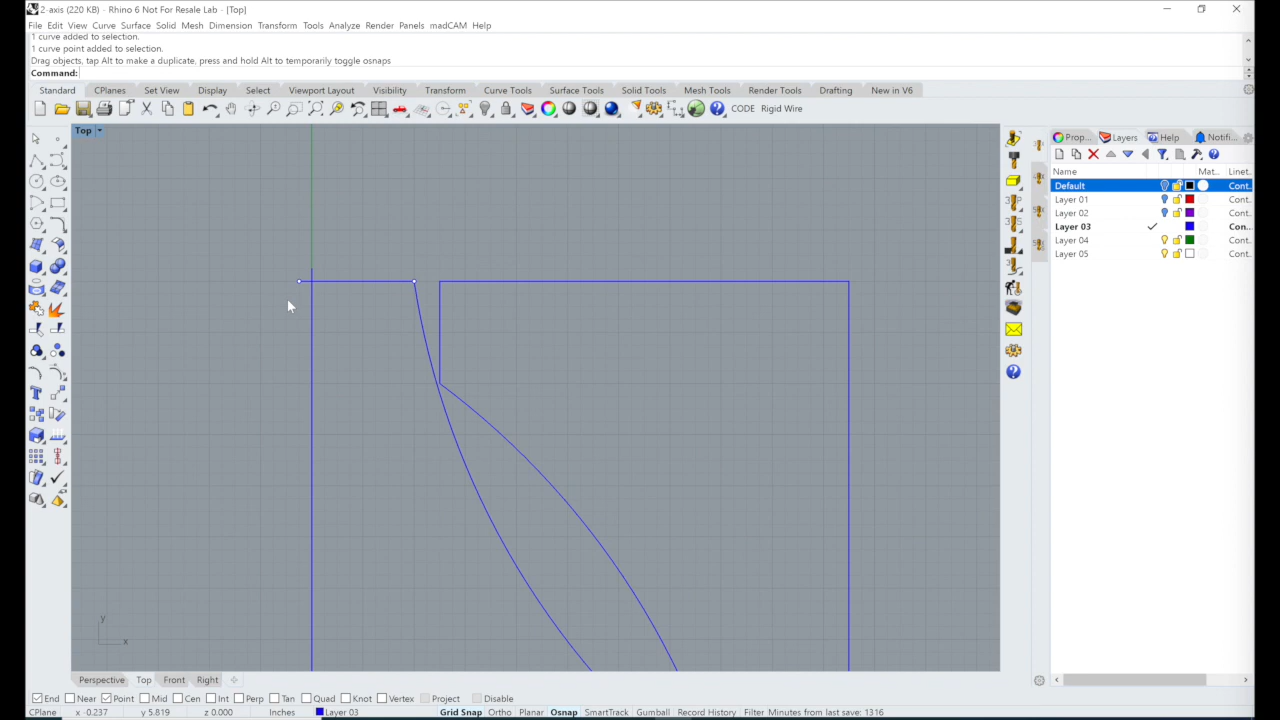 2-axis (220 KB) - Rhino 6 Not For Resale Lab - [Top]
File Edit View Curve Surface Solid Mesh Dimension Transform Tools Analyze Render Panels madCAM Help
1 curve added to selection.
1 curve point added to selection.
Drag objects, tap Alt to make a duplicate, press and hold Alt to temporarily toggle osnaps
Command:
Standard CPlanes Set View Display Select Viewport Layout Visibility Transform Curve Tools Surface Tools Solid Tools Mesh Tools Render Tools Drafting New in V6
CODE Rigid Wire
Top
Prop... Layers Help Notifi...
Name Mat... Linet...
Default Cont...
Layer 01 Cont...
Layer 02 Cont...
Layer 03 Con...
Layer 04 Cont...
Layer 05 Cont...
y
x
Perspective Top Front Right
End Near Point Mid Cen Int Perp Tan Quad Knot Vertex Project Disable
CPlane x -0.237 y 5.819 z 0.000 Inches Layer 03 Grid Snap Ortho Planar Osnap SmartTrack Gumball Record History Filter Minutes from last save: 1316